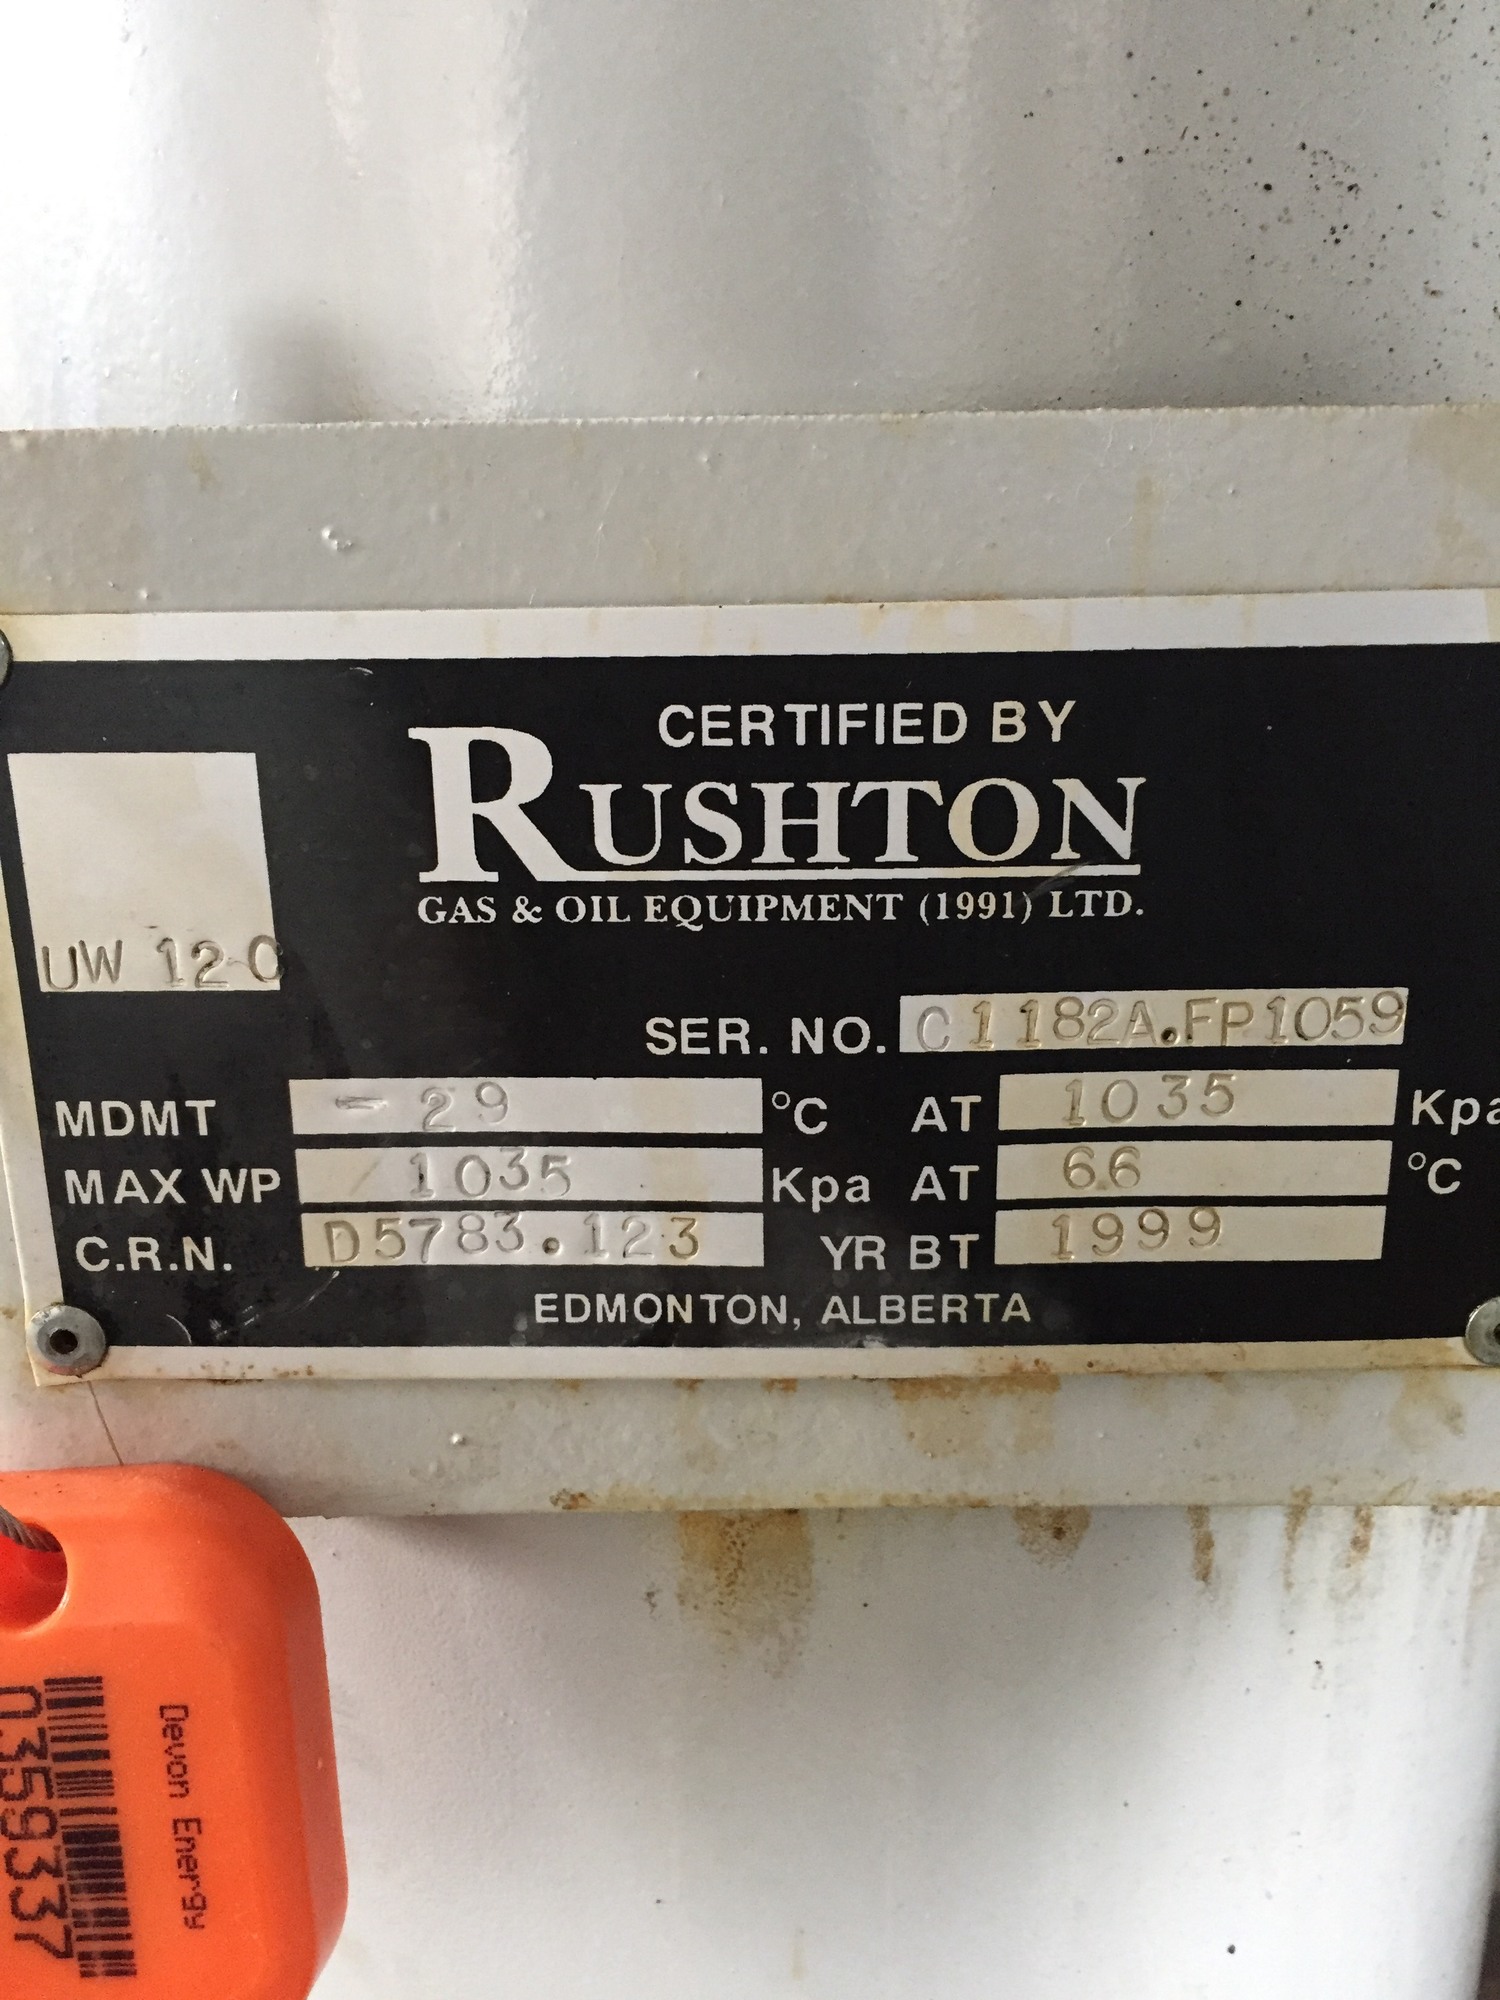 CERTIFIED BY
RUSHTON
GAS & OIL EQUIPMENT (1991) LTD.
UW 12-0
SER. NO. C1182A.FP1059
MDMT -29 °C AT 1035 Kpa
MAX WP 1035 Kpa AT 66 °C
C.R.N. D5783.123 YR BT 1999
EDMONTON, ALBERTA
Devon Energy
0359337